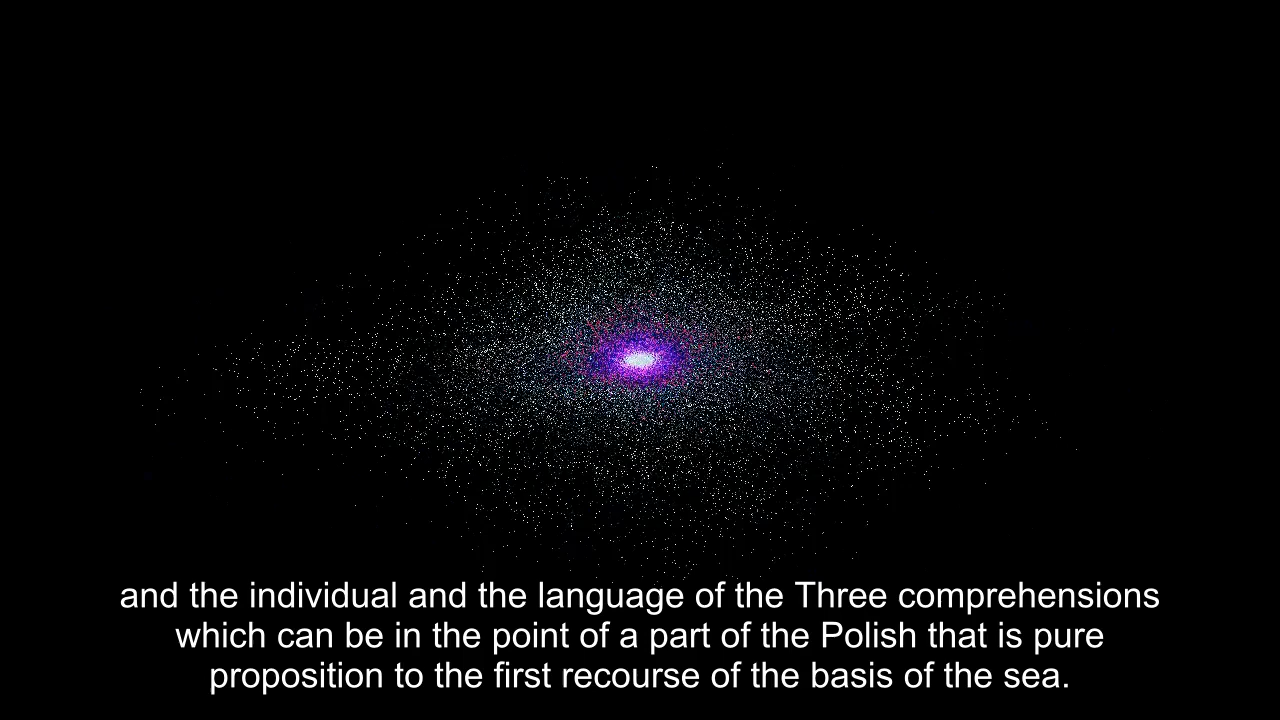 and the individual and the language of the Three comprehensions
which can be in the point of a part of the Polish that is pure
proposition to the first recourse of the basis of the sea.